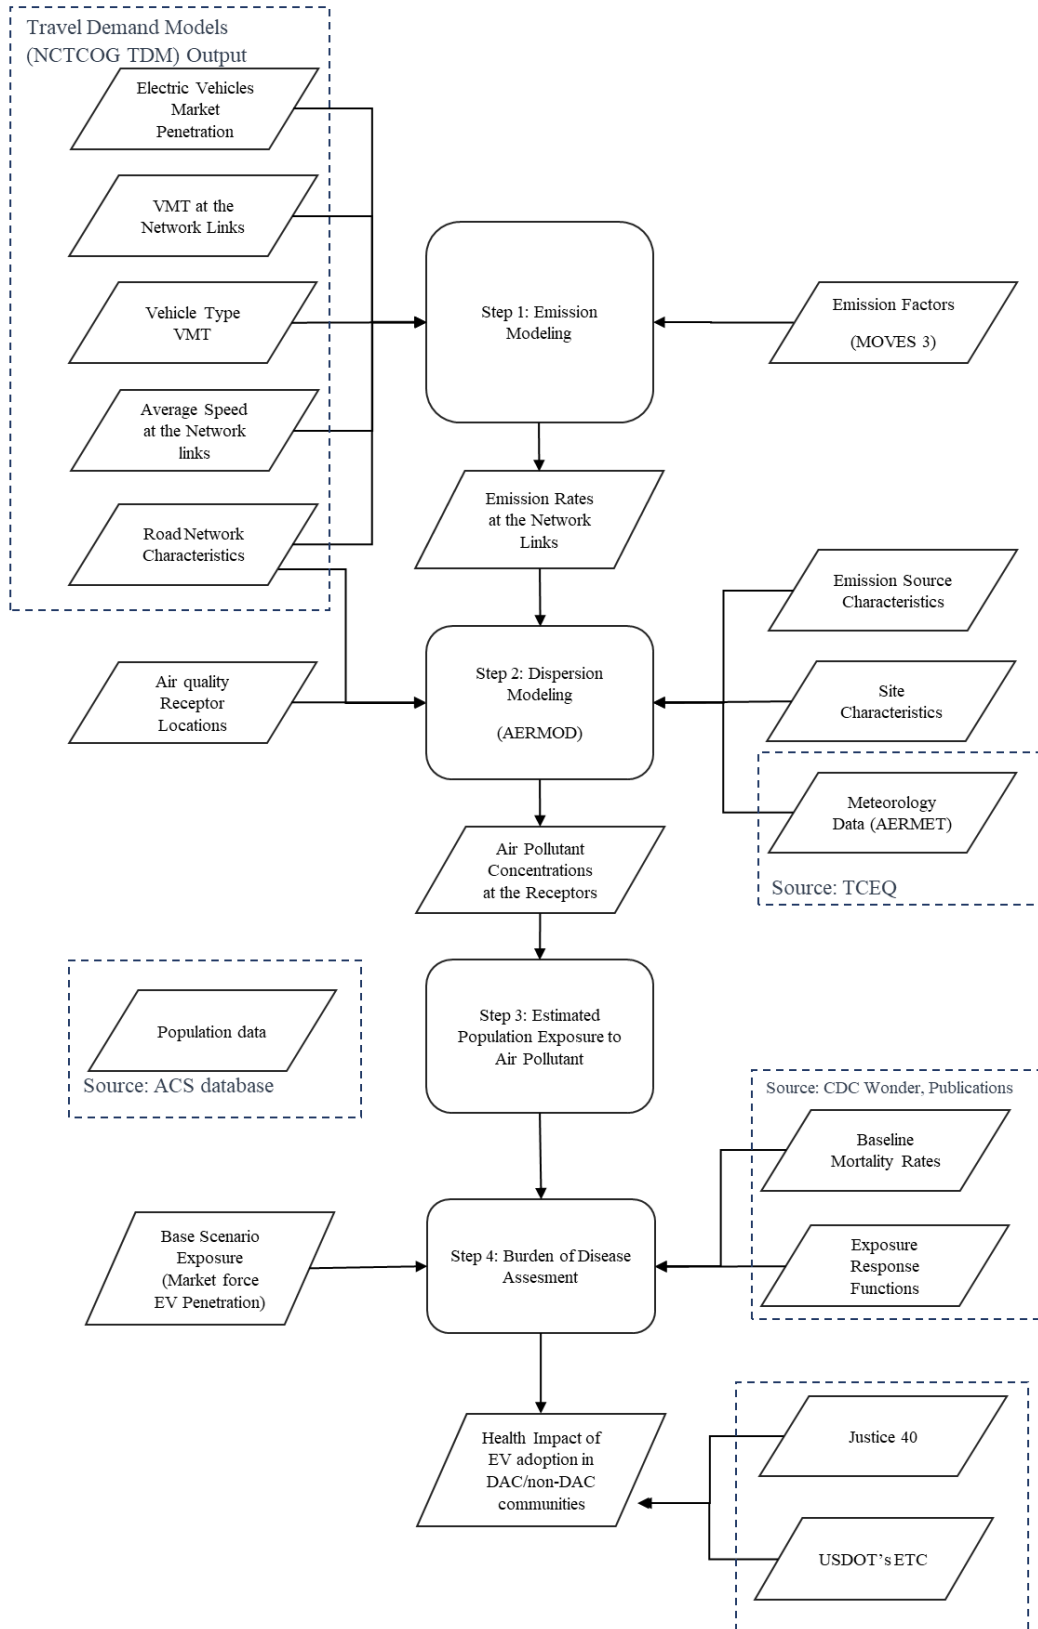 Travel Demand Models
(NCTCOG TDM) Output
Electric Vehicles
Market
Penetration
VMT at the
Network Links
Vehicle Type
VMT
Average Speed
at the Network
links
Road Network
Characteristics
Step 1: Emission
Modeling
Emission Factors
(MOVES 3)
Emission Rates
at the Network
Links
Air quality
Receptor
Locations
Step 2: Dispersion
Modeling
(AERMOD)
Emission Source
Characteristics
Site
Characteristics
Meteorology
Data (AERMET)
Source: TCEQ
Air Pollutant
Concentrations
at the Receptors
Population data
Source: ACS database
Step 3: Estimated
Population Exposure to
Air Pollutant
Source: CDC Wonder, Publications
Baseline
Mortality Rates
Exposure
Response
Functions
Base Scenario
Exposure
(Market force
EV Penetration)
Step 4: Burden of Disease
Assesment
Health Impact of
EV adoption in
DAC/non-DAC
communities
Justice 40
USDOT's ETC